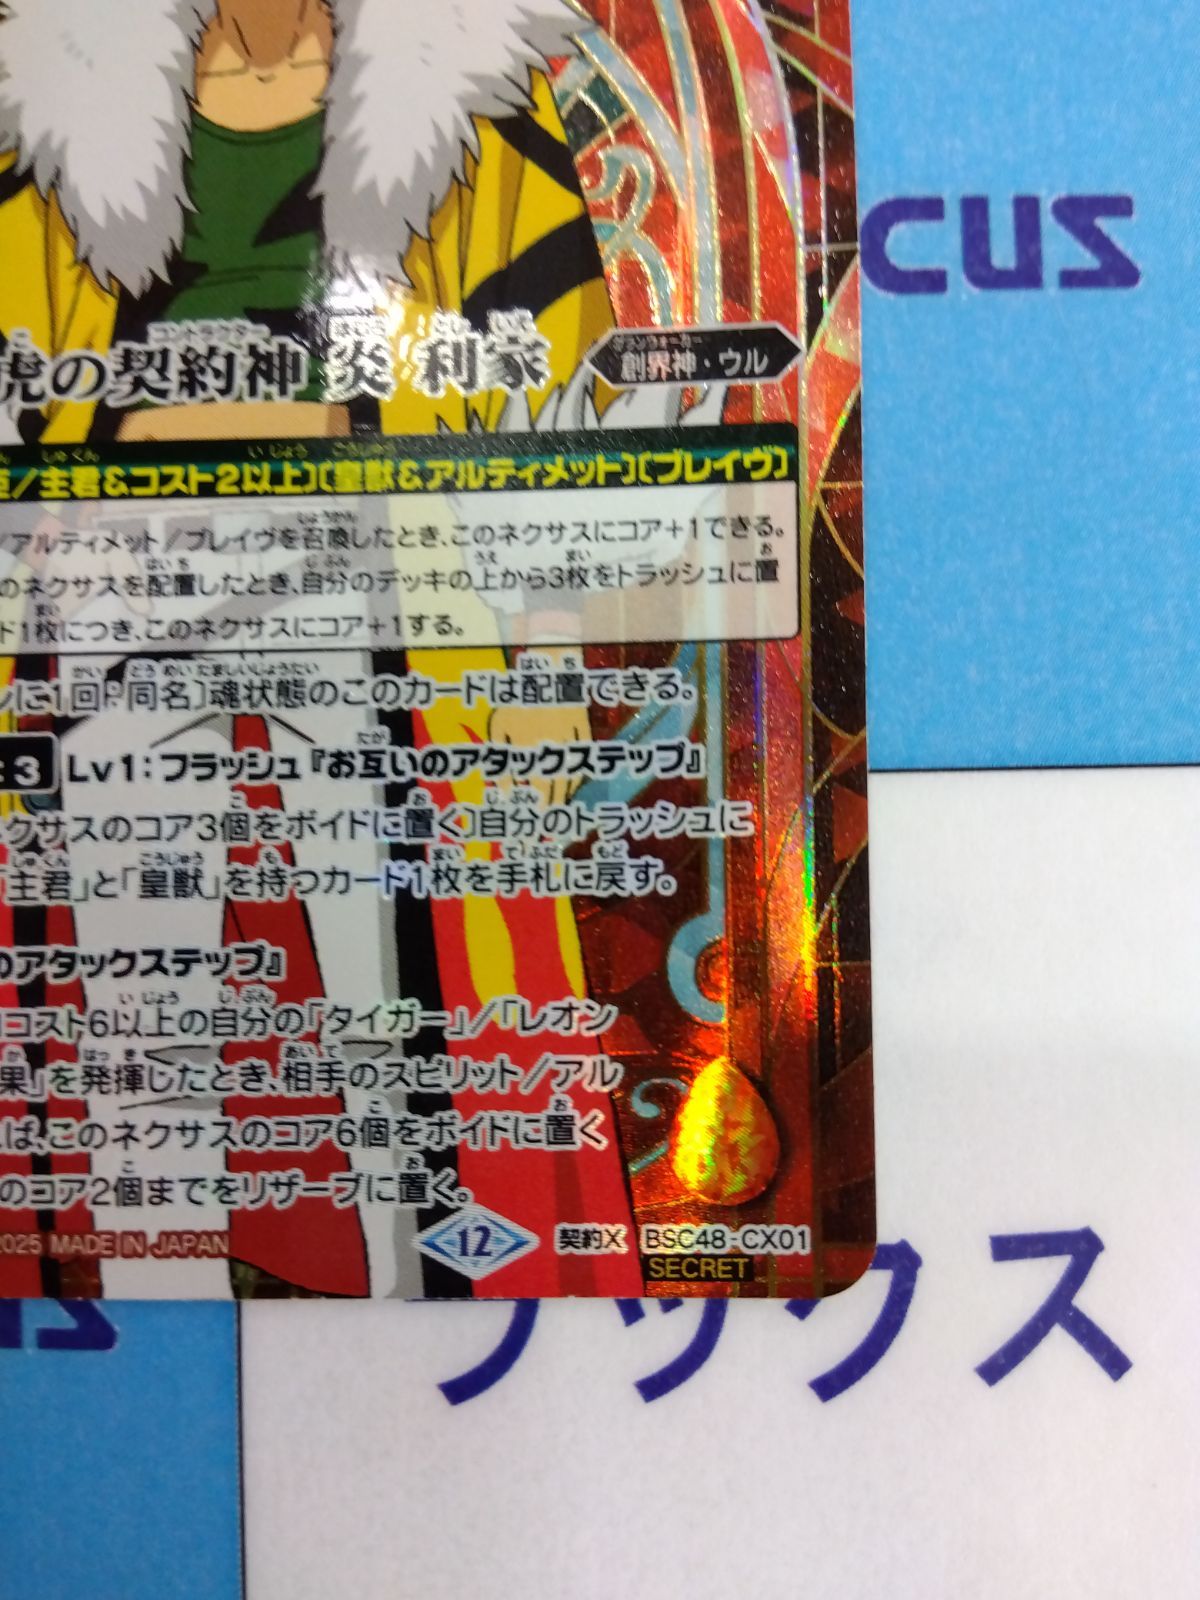 cus
虎の契約神 炎 利家
コントラクター
創界神・ウル
グランウォーカー
/主君&コスト2以上〕〔皇獣&アルティメット〕〔ブレイヴ〕
/アルティメット/ブレイヴを召喚したとき、このネクサスにコア+1できる。
のネクサスを配置したとき、自分のデッキの上から3枚をトラッシュに置
ド1枚につき、このネクサスにコア+1する。
に1回:同名〕魂状態のこのカードは配置できる。
:3 Lv1:フラッシュ『お互いのアタックステップ』
クサスのコア3個をボイドに置く〕自分のトラッシュに
「主君」と「皇獣」を持つカード1枚を手札に戻す。
のアタックステップ』
コスト6以上の自分の「タイガー」/「レオン
果」を発揮したとき、相手のスピリット/アル
ば、このネクサスのコア6個をボイドに置く
のコア2個までをリザーブに置く。
2025 MADE IN JAPAN
12
契約X
BSC48-CX01
SECRET
ックス